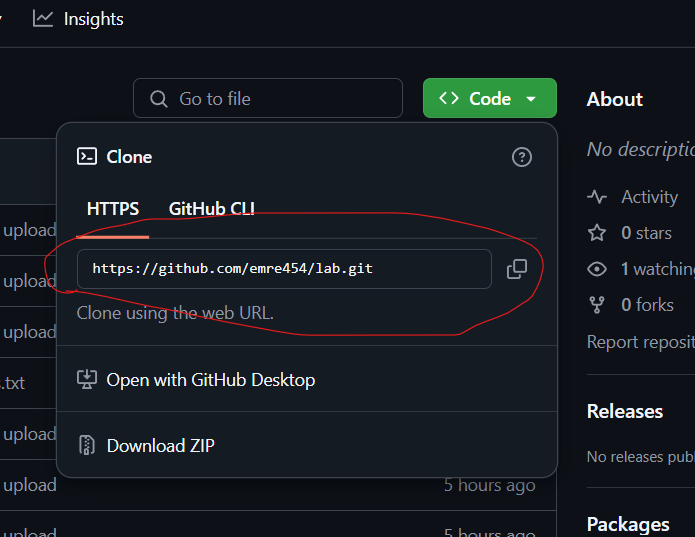 Insights
Go to file
Code
About
Clone
No descriptio
HTTPS
GitHub CLI
Activity
upload
0 stars
https://github.com/emre454/lab.git
1 watching
upload
Clone using the web URL.
0 forks
upload
Report reposit
Open with GitHub Desktop
.txt
Releases
upload
Download ZIP
No releases publ
upload
5 hours ago
Packages
upload
5 hours ago